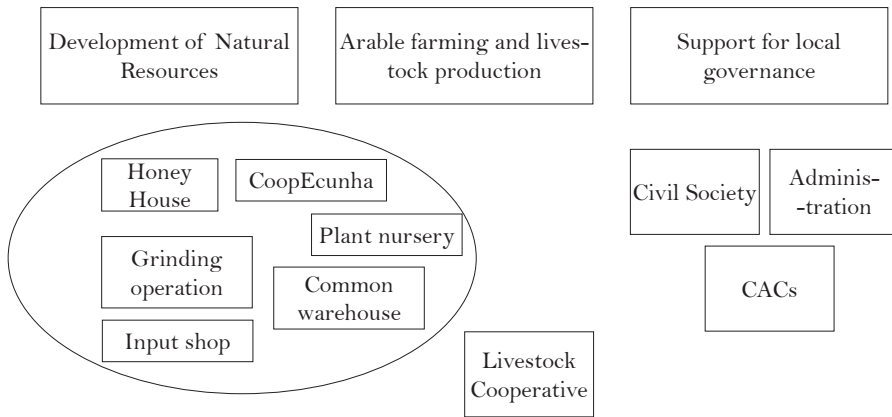 Development of Natural
Resources
Arable farming and lives-
tock production
Support for local
governance
Honey
House
CoopEcunha
Plant nursery
Grinding
operation
Common
warehouse
Input shop
Livestock
Cooperative
Civil Society
Adminis-
-tration
CACs